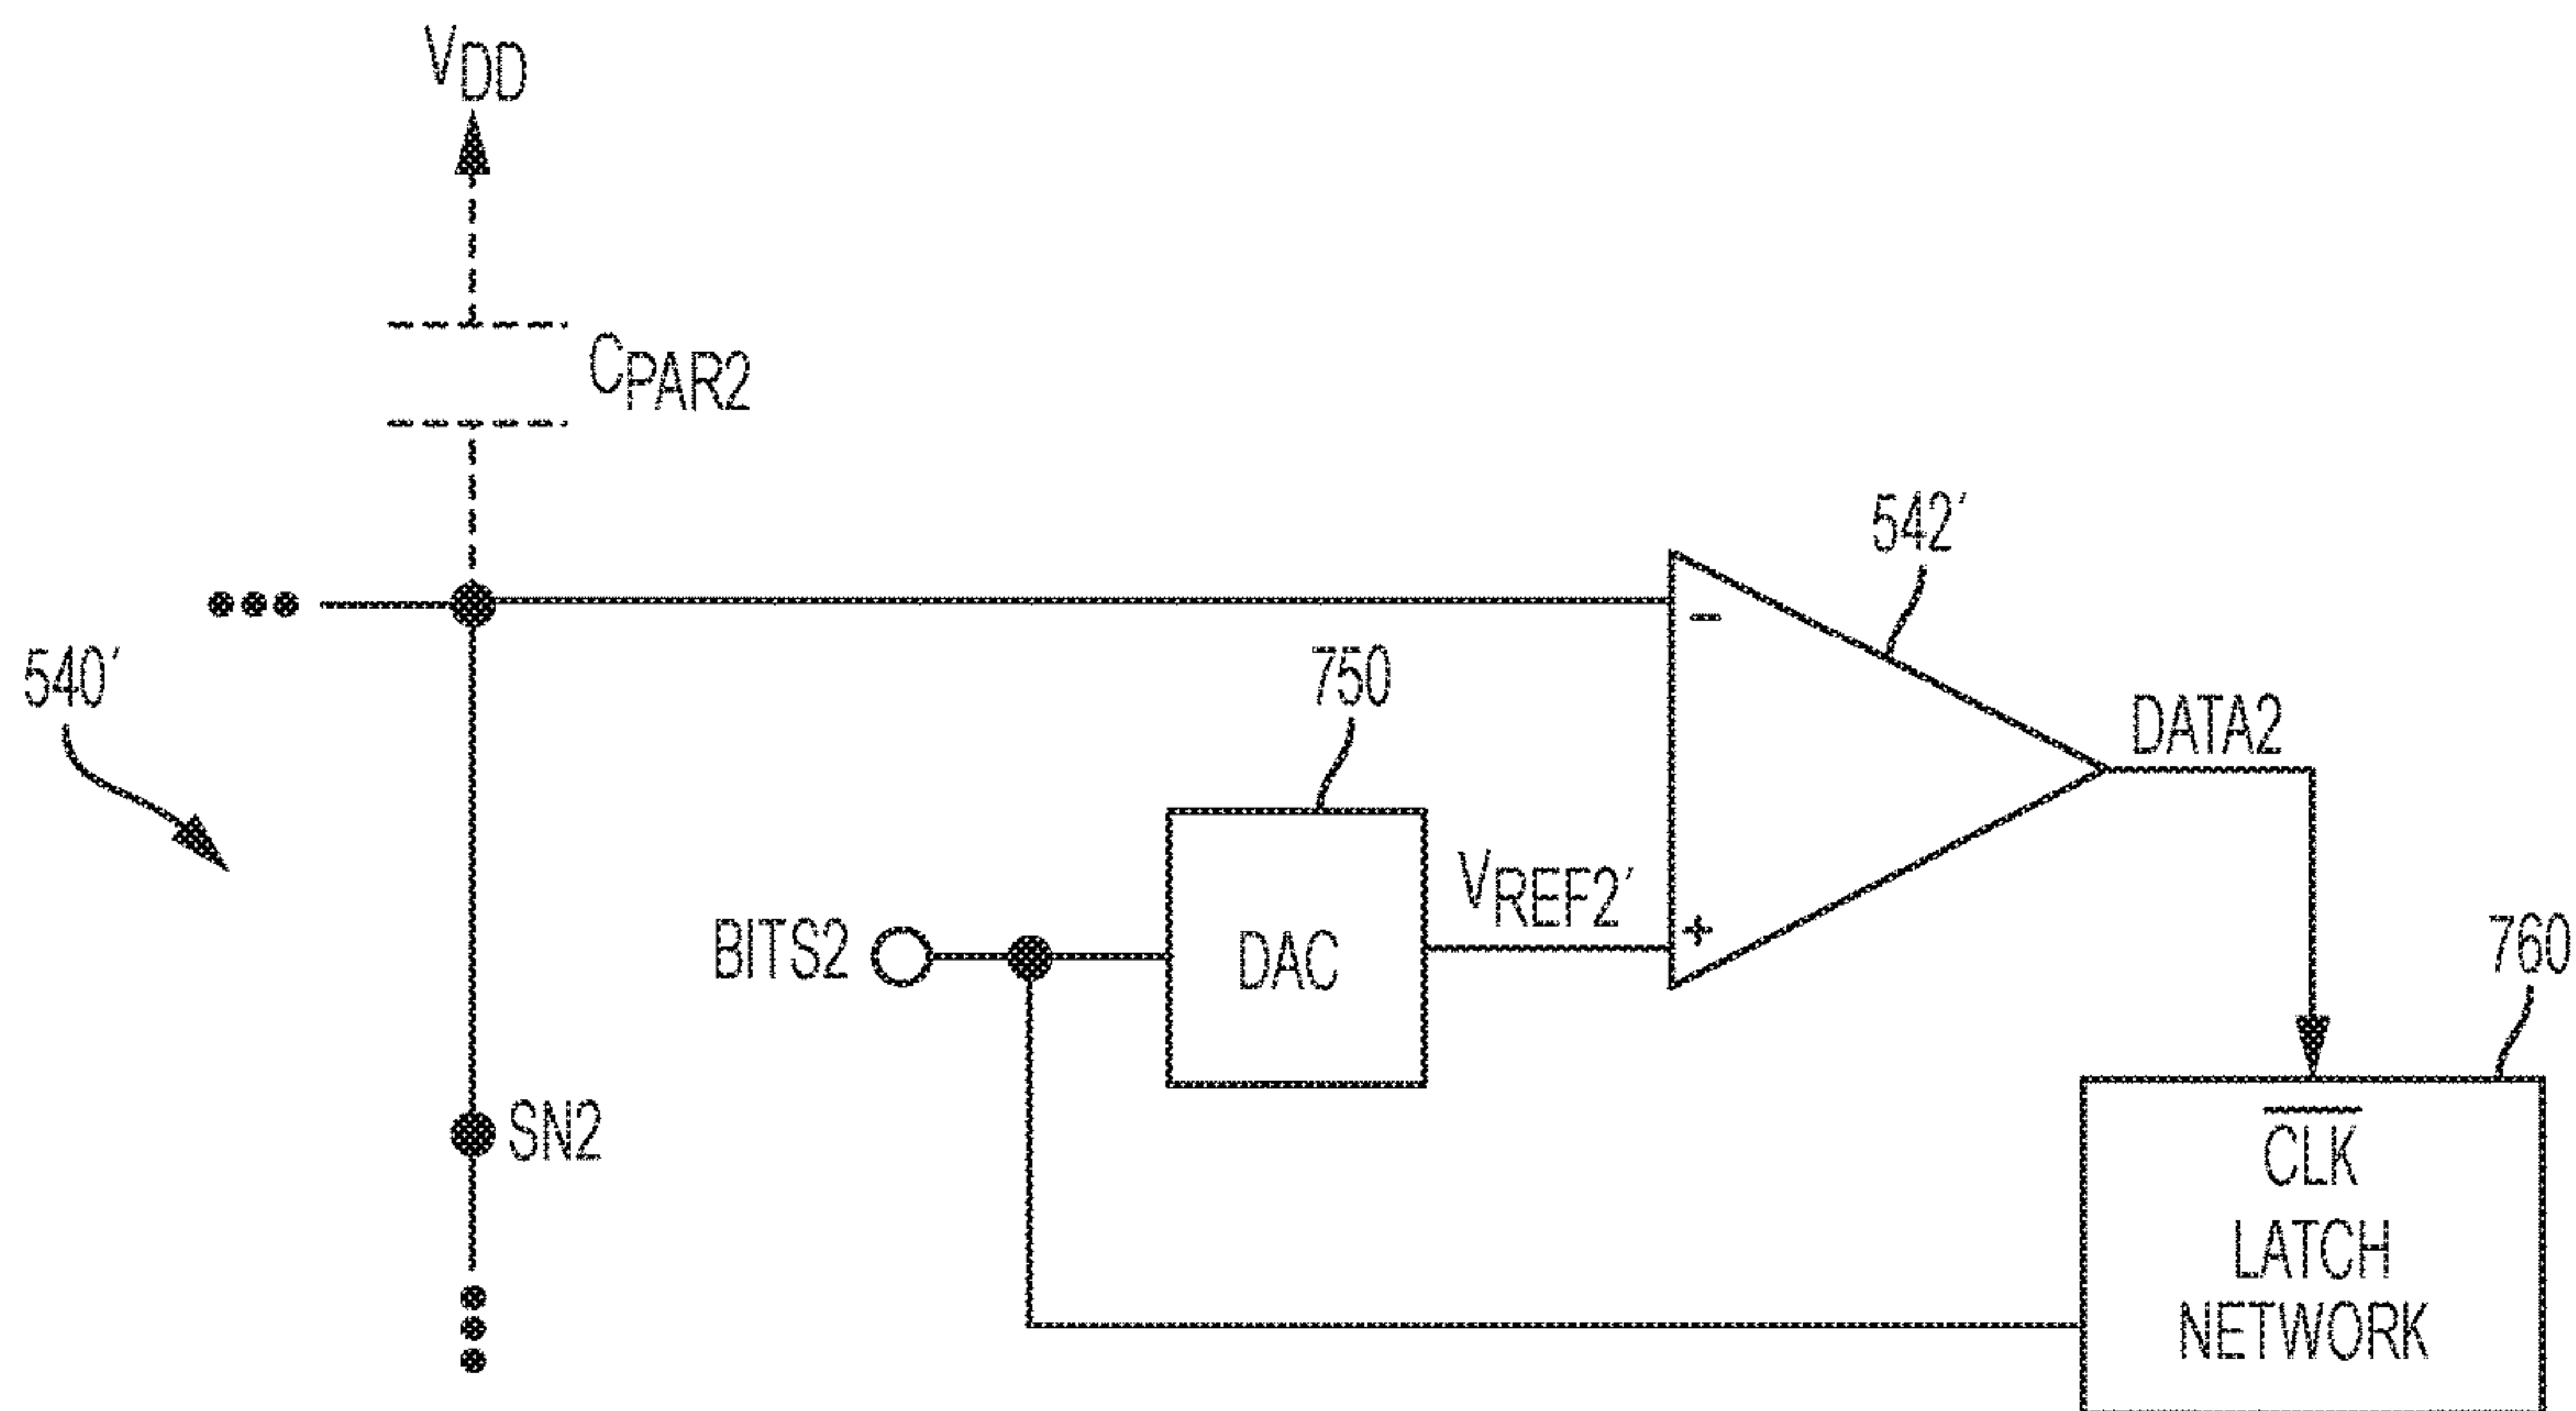 VDD
CPAR2
542′
540′
750
DATA2
VREF2′
−
+
BITS2
DAC
760
SN2
CLK
LATCH
NETWORK